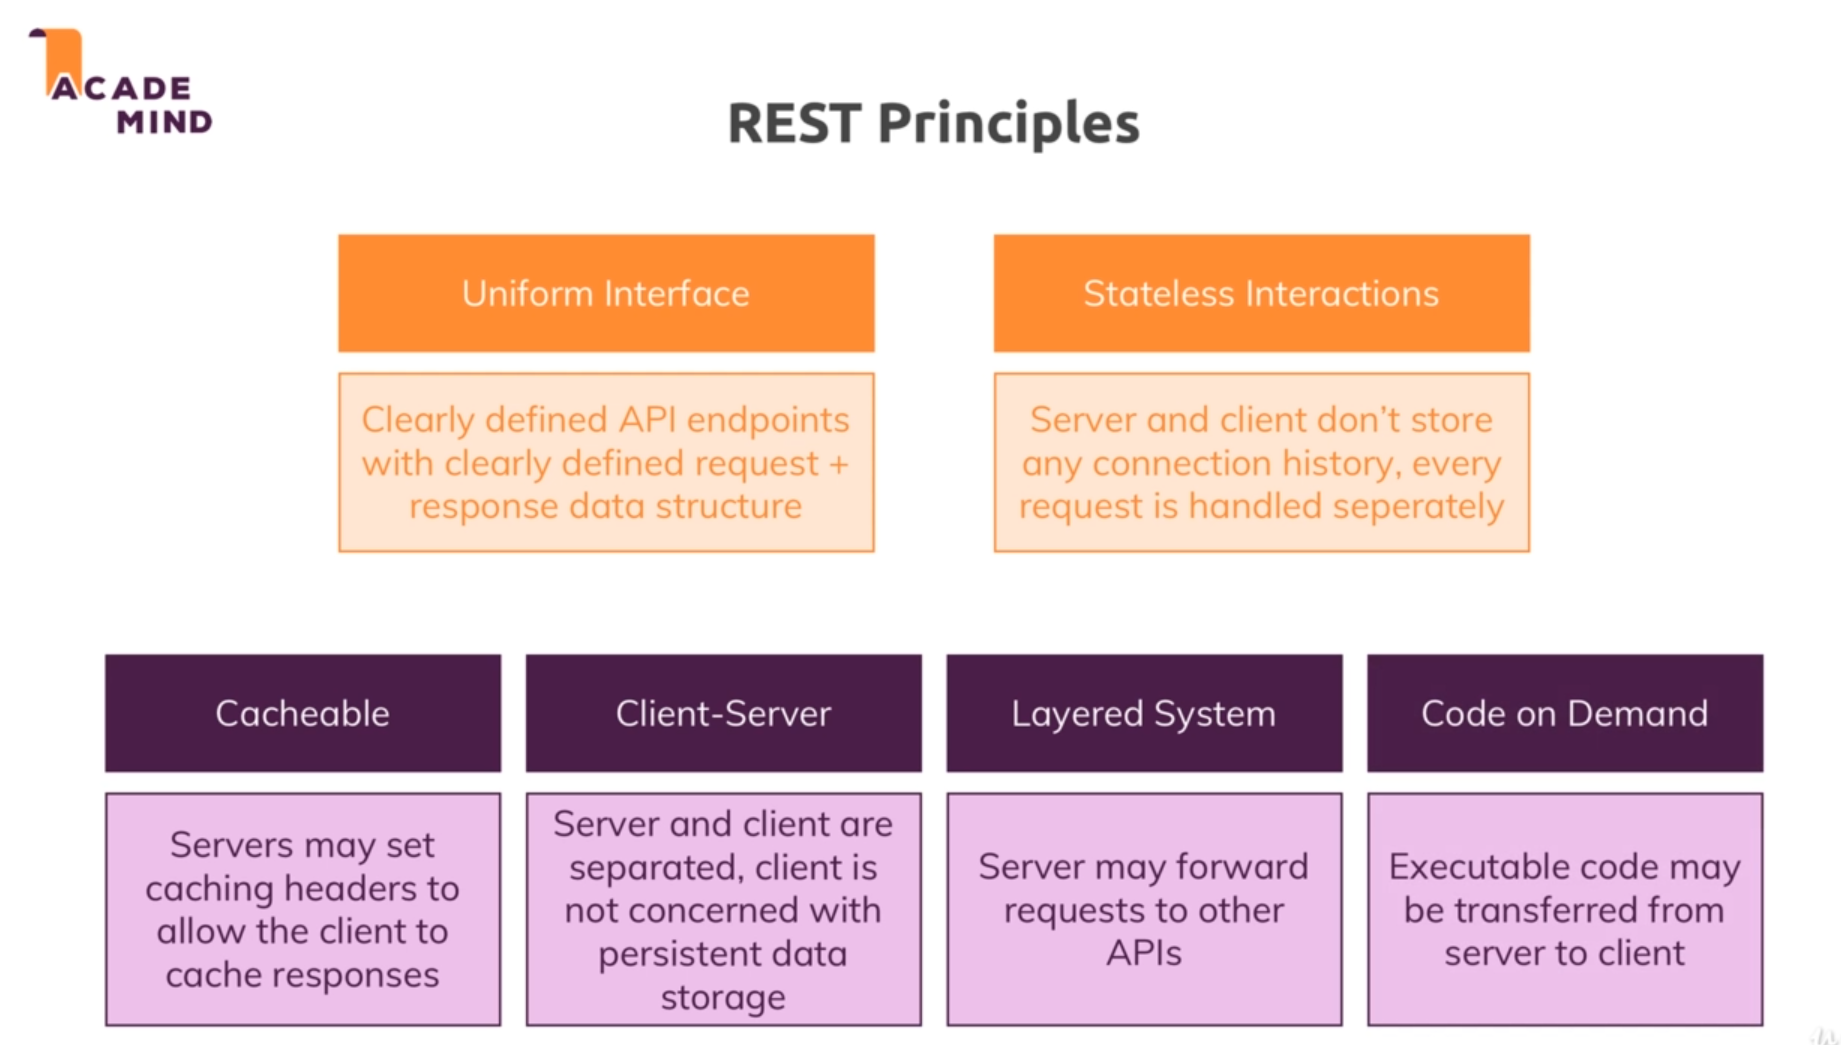 ACADE
MIND
REST Principles
Uniform Interface
Clearly defined API endpoints
with clearly defined request +
response data structure
Stateless Interactions
Server and client don’t store
any connection history, every
request is handled seperately
Cacheable
Servers may set
caching headers to
allow the client to
cache responses
Client-Server
Server and client are
separated, client is
not concerned with
persistent data
storage
Layered System
Server may forward
requests to other
APIs
Code on Demand
Executable code may
be transferred from
server to client